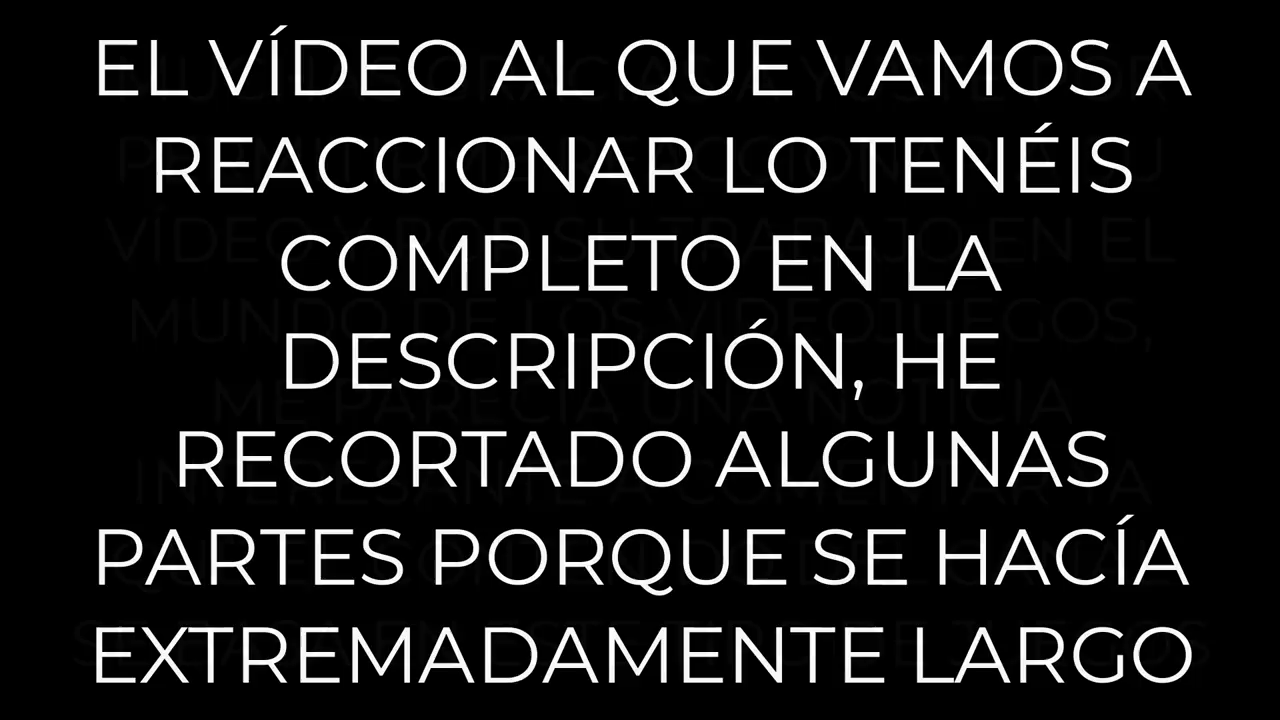 EL VÍDEO AL QUE VAMOS A
REACCIONAR LO TENÉIS
COMPLETO EN LA
DESCRIPCIÓN, HE
RECORTADO ALGUNAS
PARTES PORQUE SE HACÍA
EXTREMADAMENTE LARGO